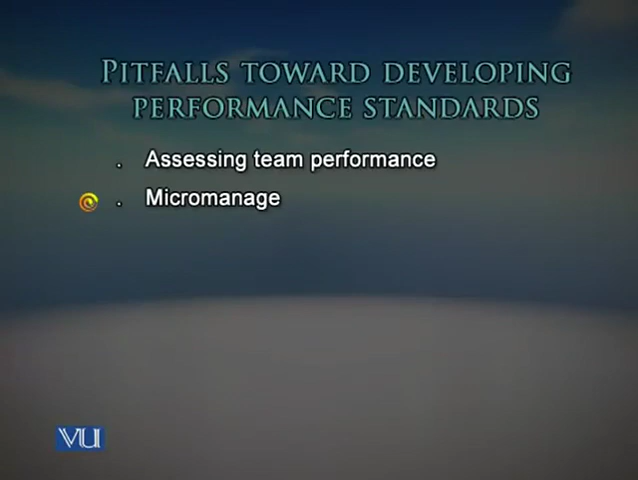 PITFALLS TOWARD DEVELOPING
PERFORMANCE STANDARDS
. Assessing team performance
. Micromanage
VU